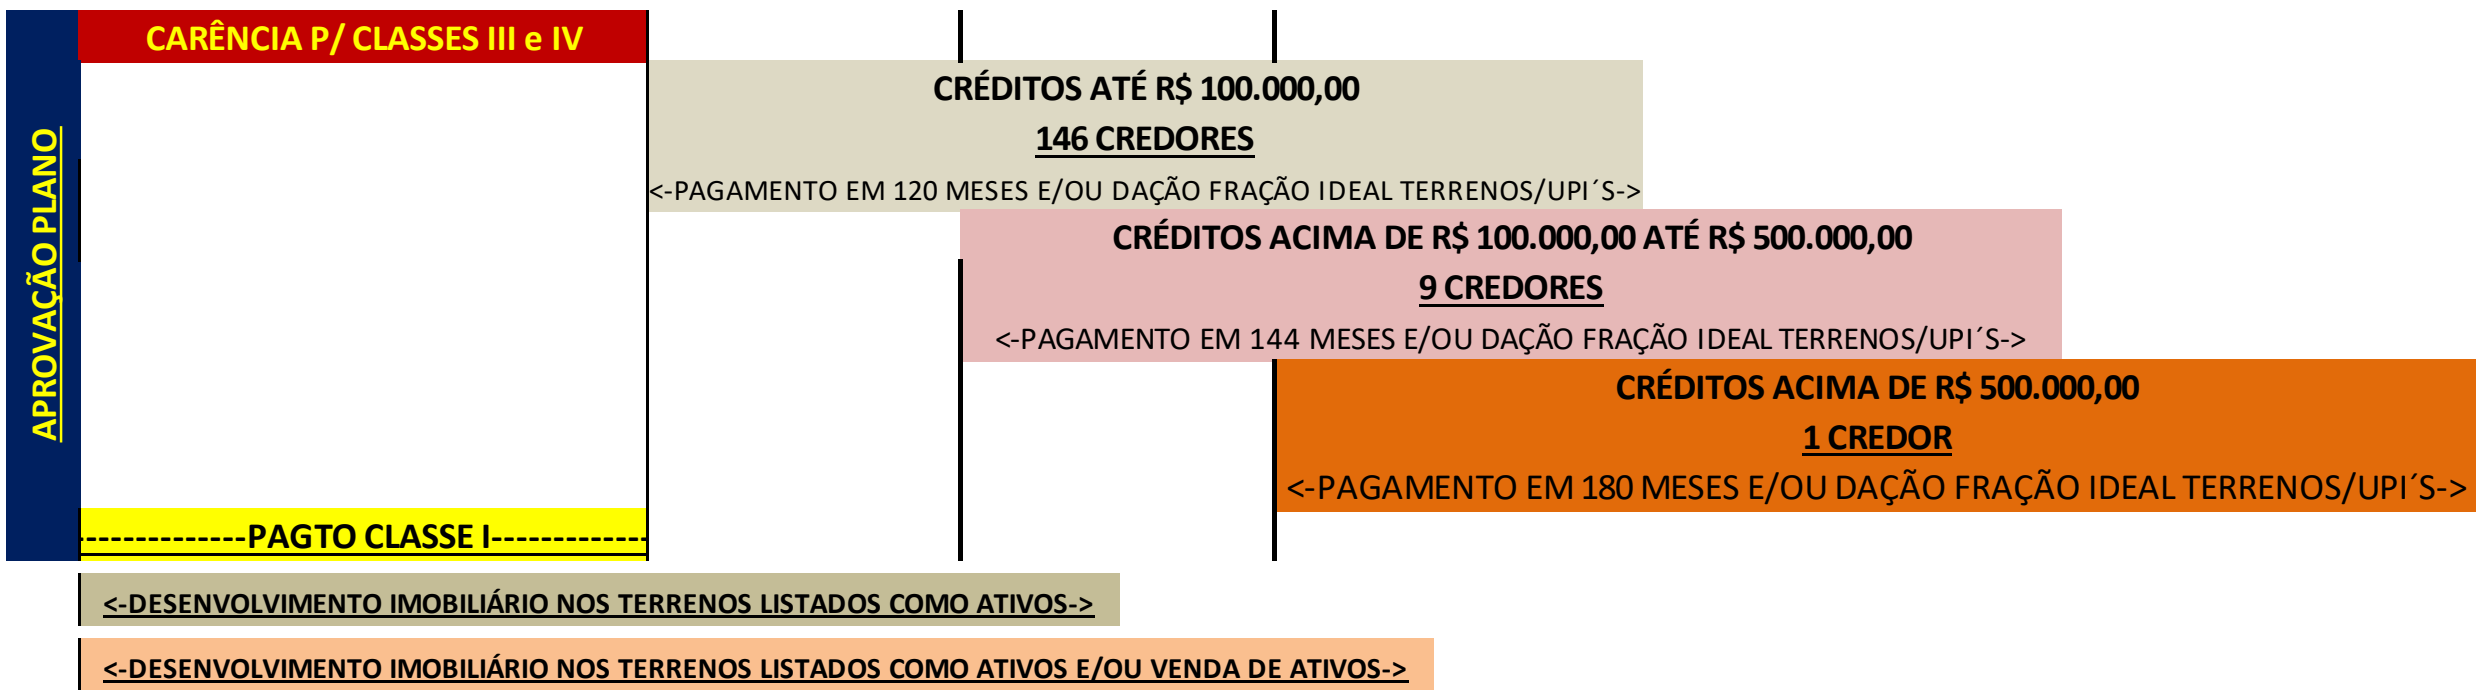 CARÊNCIA P/ CLASSES III e IV
APROVAÇÃO PLANO
CRÉDITOS ATÉ R$ 100.000,00
146 CREDORES
<-PAGAMENTO EM 120 MESES E/OU DAÇÃO FRAÇÃO IDEAL TERRENOS/UPI´S->
CRÉDITOS ACIMA DE R$ 100.000,00 ATÉ R$ 500.000,00
9 CREDORES
<-PAGAMENTO EM 144 MESES E/OU DAÇÃO FRAÇÃO IDEAL TERRENOS/UPI´S->
CRÉDITOS ACIMA DE R$ 500.000,00
1 CREDOR
<-PAGAMENTO EM 180 MESES E/OU DAÇÃO FRAÇÃO IDEAL TERRENOS/UPI´S->
--------------PAGTO CLASSE I-------------
<-DESENVOLVIMENTO IMOBILIÁRIO NOS TERRENOS LISTADOS COMO ATIVOS->
<-DESENVOLVIMENTO IMOBILIÁRIO NOS TERRENOS LISTADOS COMO ATIVOS E/OU VENDA DE ATIVOS->